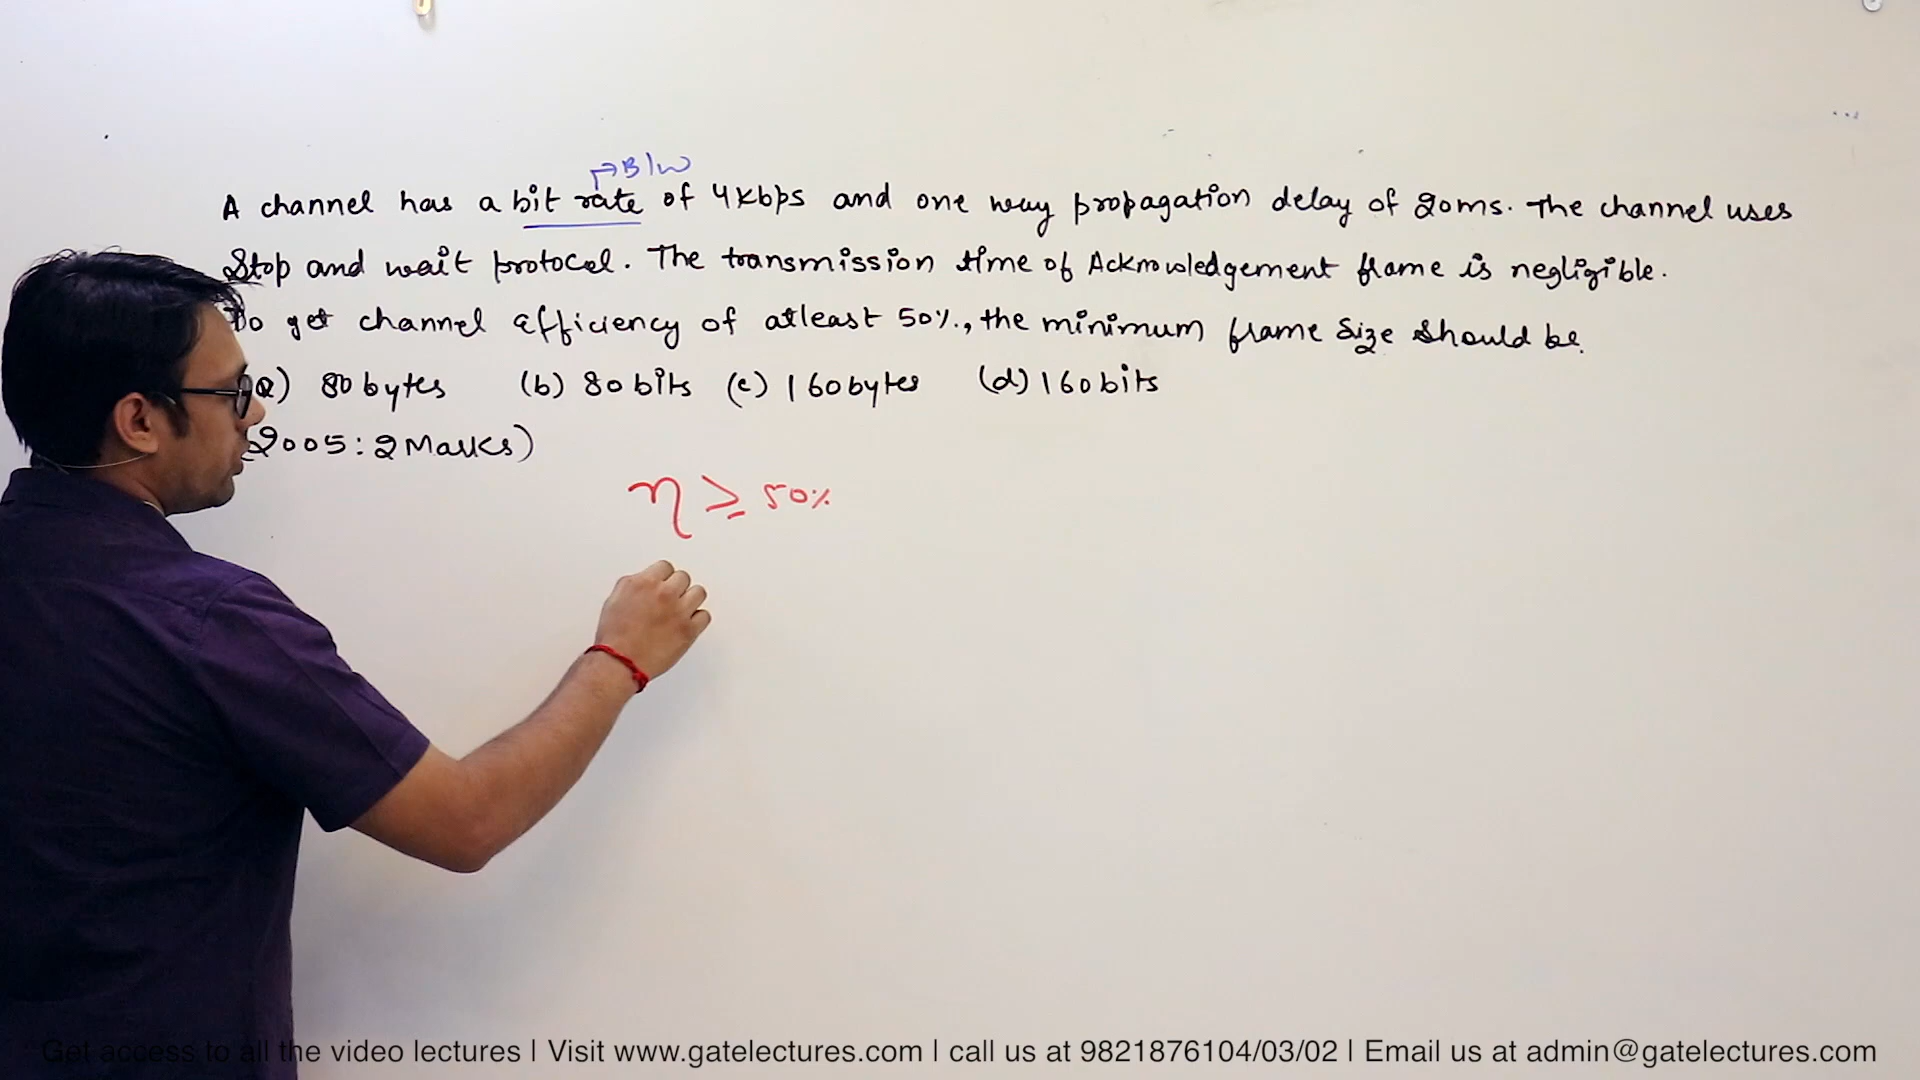 →B/W
A channel has a bit rate of 4Kbps and one way propagation delay of 20ms. The channel uses
Stop and wait protocol. The transmission time of Acknowledgement frame is negligible.
To get channel efficiency of atleast 50%, the minimum frame size should be.
(a) 80 bytes (b) 80 bits (c) 160 bytes (d) 160 bits
(2005: 2 Marks)
η ≥ 50%
Get access to all the video lectures | Visit www.gatelectures.com | call us at 9821876104/03/02 | Email us at admin@gatelectures.com